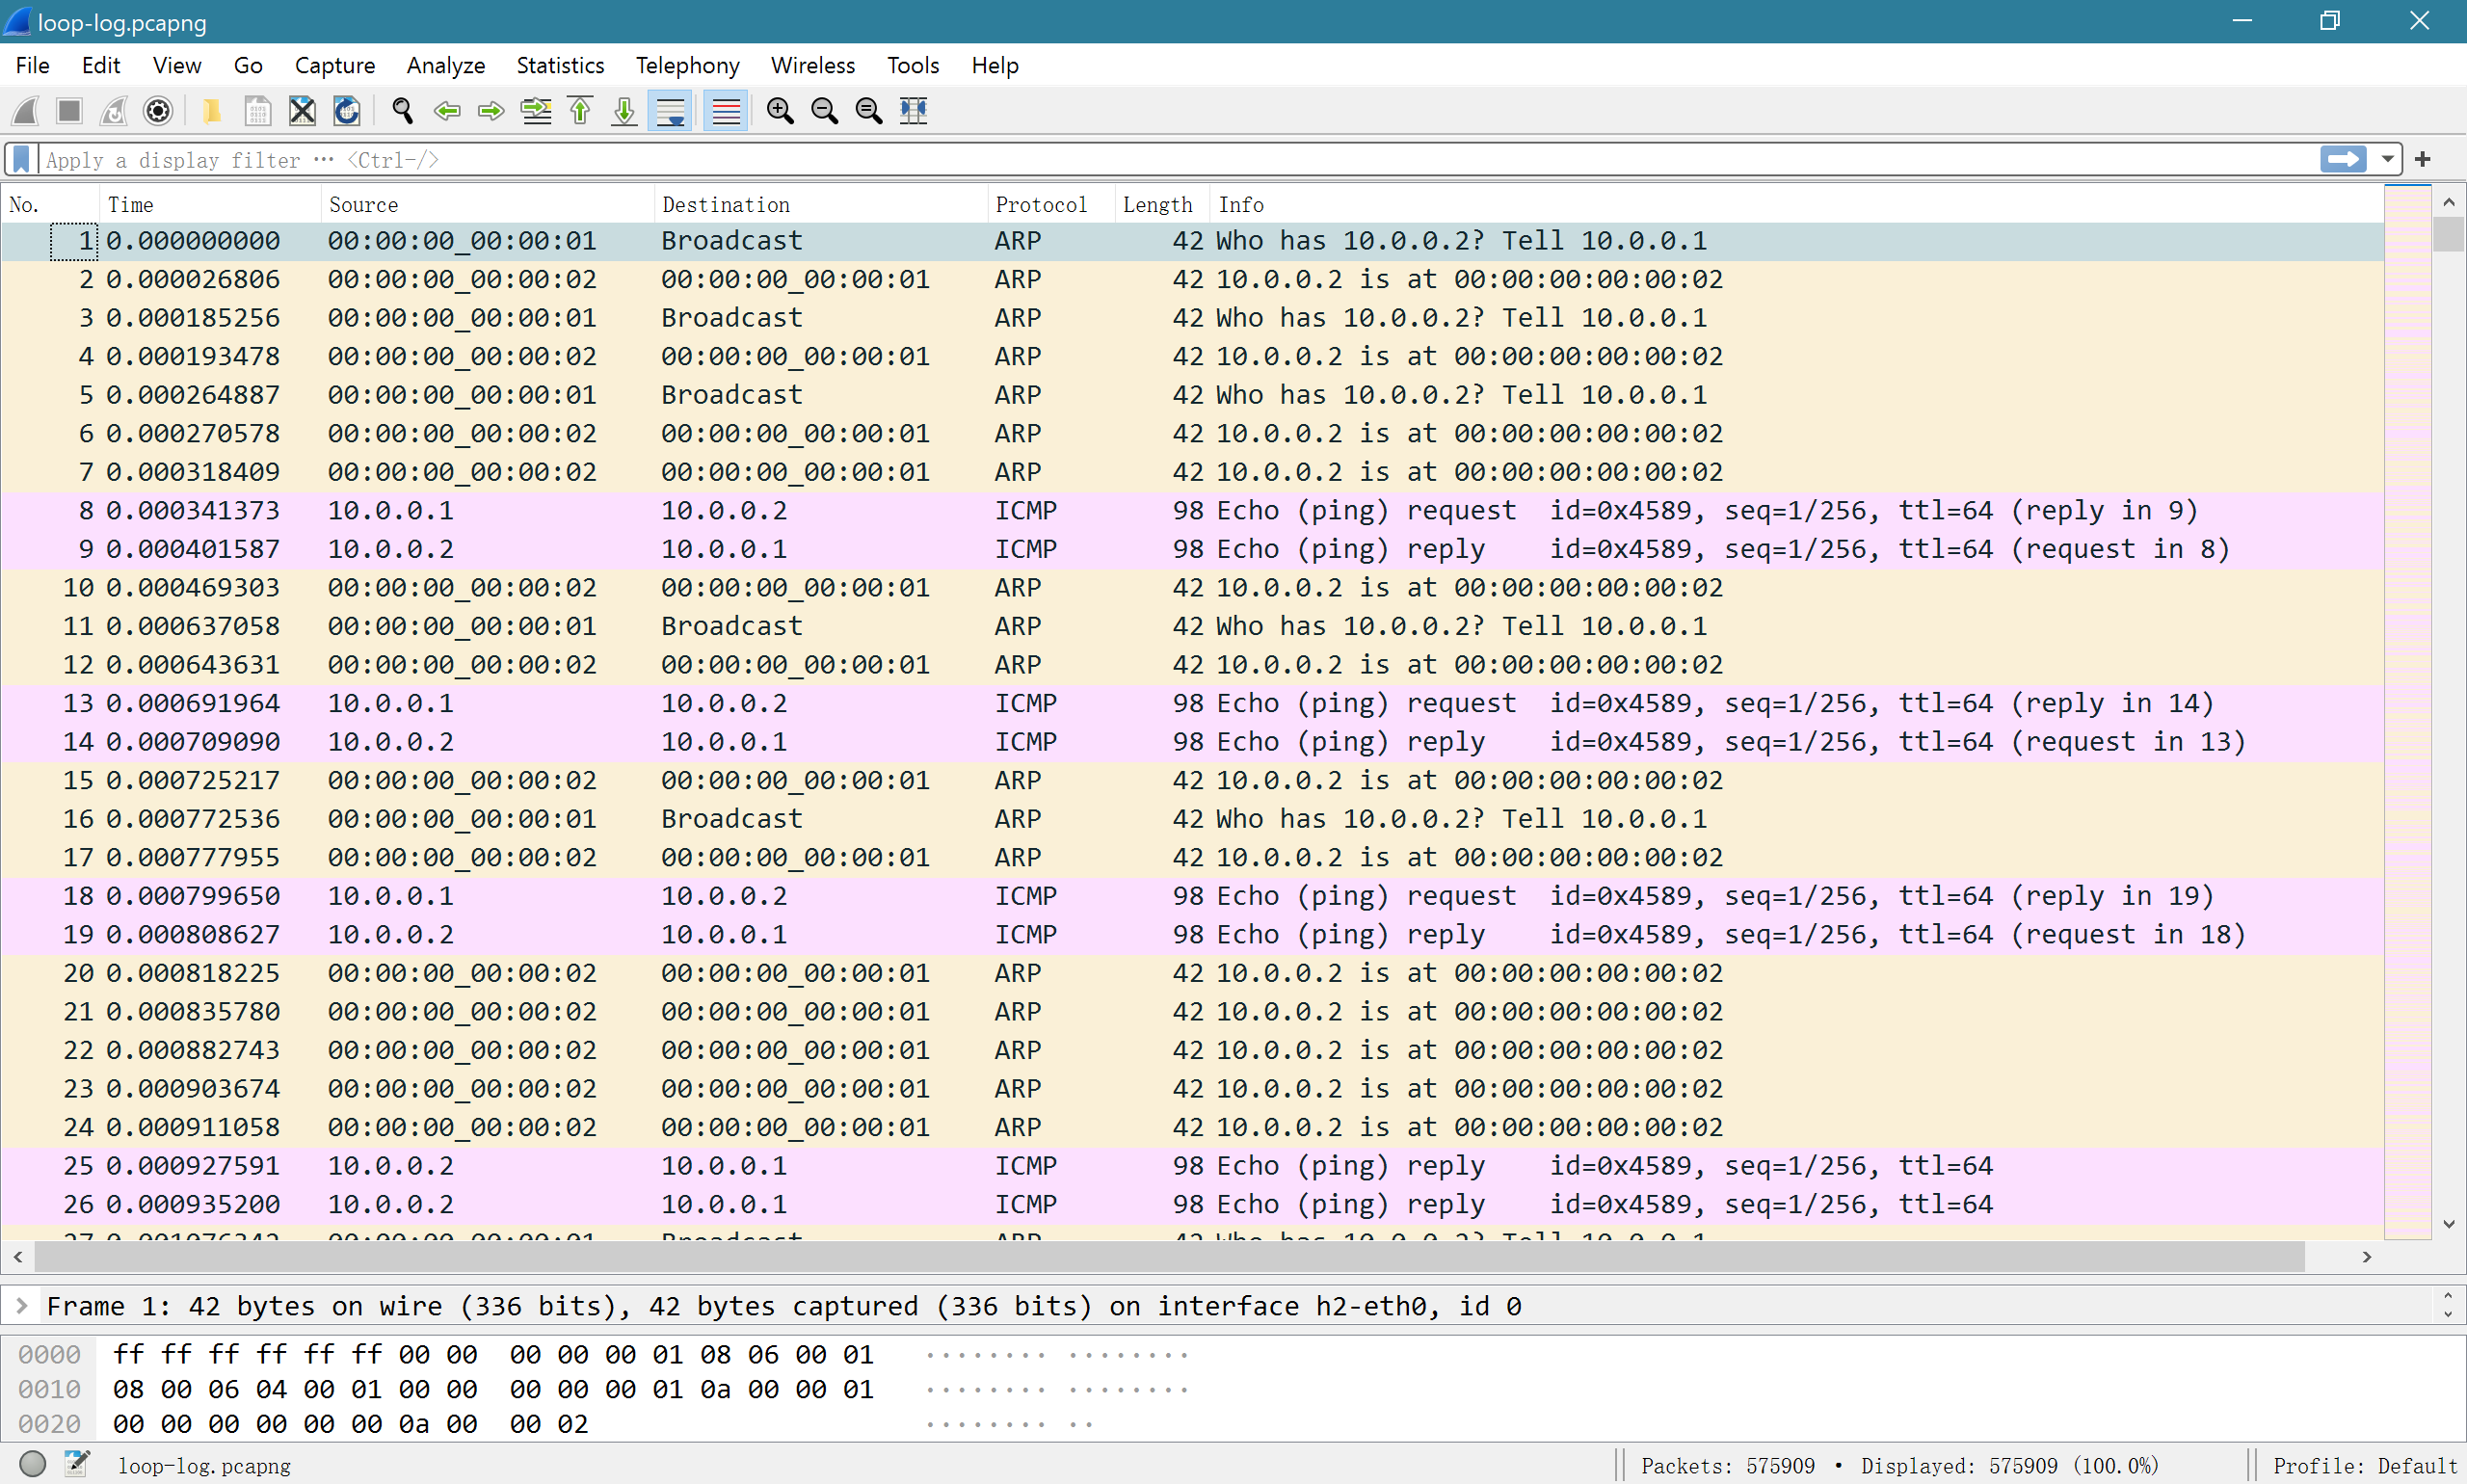 loop-log.pcapng
File Edit View Go Capture Analyze Statistics Telephony Wireless Tools Help
Apply a display filter ··· <Ctrl-/>
No. Time Source Destination Protocol Length Info
1 0.000000000 00:00:00_00:00:01 Broadcast ARP 42 Who has 10.0.0.2? Tell 10.0.0.1
2 0.000026806 00:00:00_00:00:02 00:00:00_00:00:01 ARP 42 10.0.0.2 is at 00:00:00:00:00:02
3 0.000185256 00:00:00_00:00:01 Broadcast ARP 42 Who has 10.0.0.2? Tell 10.0.0.1
4 0.000193478 00:00:00_00:00:02 00:00:00_00:00:01 ARP 42 10.0.0.2 is at 00:00:00:00:00:02
5 0.000264887 00:00:00_00:00:01 Broadcast ARP 42 Who has 10.0.0.2? Tell 10.0.0.1
6 0.000270578 00:00:00_00:00:02 00:00:00_00:00:01 ARP 42 10.0.0.2 is at 00:00:00:00:00:02
7 0.000318409 00:00:00_00:00:02 00:00:00_00:00:01 ARP 42 10.0.0.2 is at 00:00:00:00:00:02
8 0.000341373 10.0.0.1 10.0.0.2 ICMP 98 Echo (ping) request id=0x4589, seq=1/256, ttl=64 (reply in 9)
9 0.000401587 10.0.0.2 10.0.0.1 ICMP 98 Echo (ping) reply id=0x4589, seq=1/256, ttl=64 (request in 8)
10 0.000469303 00:00:00_00:00:02 00:00:00_00:00:01 ARP 42 10.0.0.2 is at 00:00:00:00:00:02
11 0.000637058 00:00:00_00:00:01 Broadcast ARP 42 Who has 10.0.0.2? Tell 10.0.0.1
12 0.000643631 00:00:00_00:00:02 00:00:00_00:00:01 ARP 42 10.0.0.2 is at 00:00:00:00:00:02
13 0.000691964 10.0.0.1 10.0.0.2 ICMP 98 Echo (ping) request id=0x4589, seq=1/256, ttl=64 (reply in 14)
14 0.000709090 10.0.0.2 10.0.0.1 ICMP 98 Echo (ping) reply id=0x4589, seq=1/256, ttl=64 (request in 13)
15 0.000725217 00:00:00_00:00:02 00:00:00_00:00:01 ARP 42 10.0.0.2 is at 00:00:00:00:00:02
16 0.000772536 00:00:00_00:00:01 Broadcast ARP 42 Who has 10.0.0.2? Tell 10.0.0.1
17 0.000777955 00:00:00_00:00:02 00:00:00_00:00:01 ARP 42 10.0.0.2 is at 00:00:00:00:00:02
18 0.000799650 10.0.0.1 10.0.0.2 ICMP 98 Echo (ping) request id=0x4589, seq=1/256, ttl=64 (reply in 19)
19 0.000808627 10.0.0.2 10.0.0.1 ICMP 98 Echo (ping) reply id=0x4589, seq=1/256, ttl=64 (request in 18)
20 0.000818225 00:00:00_00:00:02 00:00:00_00:00:01 ARP 42 10.0.0.2 is at 00:00:00:00:00:02
21 0.000835780 00:00:00_00:00:02 00:00:00_00:00:01 ARP 42 10.0.0.2 is at 00:00:00:00:00:02
22 0.000882743 00:00:00_00:00:02 00:00:00_00:00:01 ARP 42 10.0.0.2 is at 00:00:00:00:00:02
23 0.000903674 00:00:00_00:00:02 00:00:00_00:00:01 ARP 42 10.0.0.2 is at 00:00:00:00:00:02
24 0.000911058 00:00:00_00:00:02 00:00:00_00:00:01 ARP 42 10.0.0.2 is at 00:00:00:00:00:02
25 0.000927591 10.0.0.2 10.0.0.1 ICMP 98 Echo (ping) reply id=0x4589, seq=1/256, ttl=64
26 0.000935200 10.0.0.2 10.0.0.1 ICMP 98 Echo (ping) reply id=0x4589, seq=1/256, ttl=64
Frame 1: 42 bytes on wire (336 bits), 42 bytes captured (336 bits) on interface h2-eth0, id 0
0000 ff ff ff ff ff ff 00 00 00 00 00 01 08 06 00 01 ········ ········
0010 08 00 06 04 00 01 00 00 00 00 00 01 0a 00 00 01 ········ ········
0020 00 00 00 00 00 00 0a 00 00 02 ········ ··
loop-log.pcapng Packets: 575909 · Displayed: 575909 (100.0%) Profile: Default